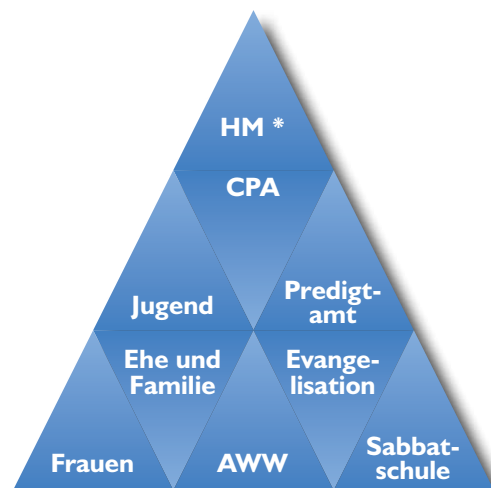 HM *
CPA
Jugend
Predigt-
amt
Ehe und
Familie
Evange-
lisation
Frauen
AWW
Sabbat-
schule